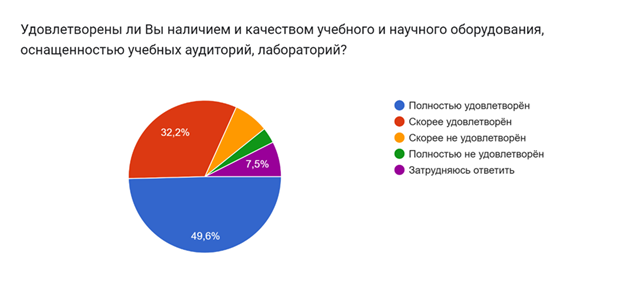 Удовлетворены ли Вы наличием и качеством учебного и научного оборудования,
оснащенностью учебных аудиторий, лабораторий?
32,2%
7,5%
49,6%
Полностью удовлетворён
Скорее удовлетворён
Скорее не удовлетворён
Полностью не удовлетворён
Затрудняюсь ответить